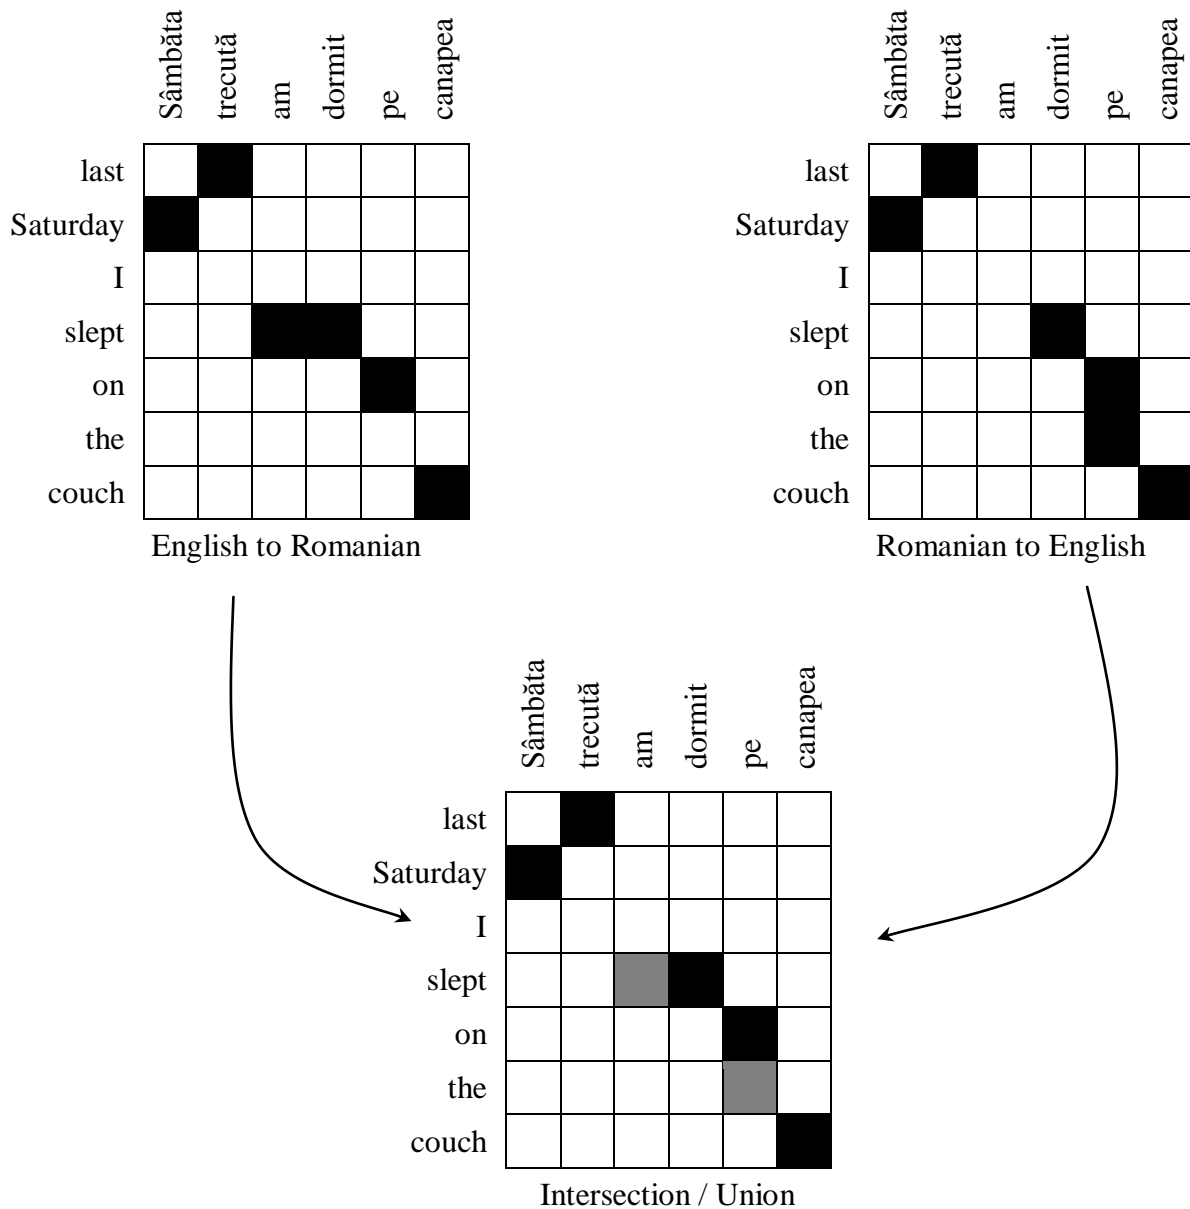 Sâmbăta
trecută
am
dormit
pe
canapea
last
Saturday
I
slept
on
the
couch
English to Romanian
Sâmbăta
trecută
am
dormit
pe
canapea
last
Saturday
I
slept
on
the
couch
Romanian to English
Sâmbăta
trecută
am
dormit
pe
canapea
last
Saturday
I
slept
on
the
couch
Intersection / Union